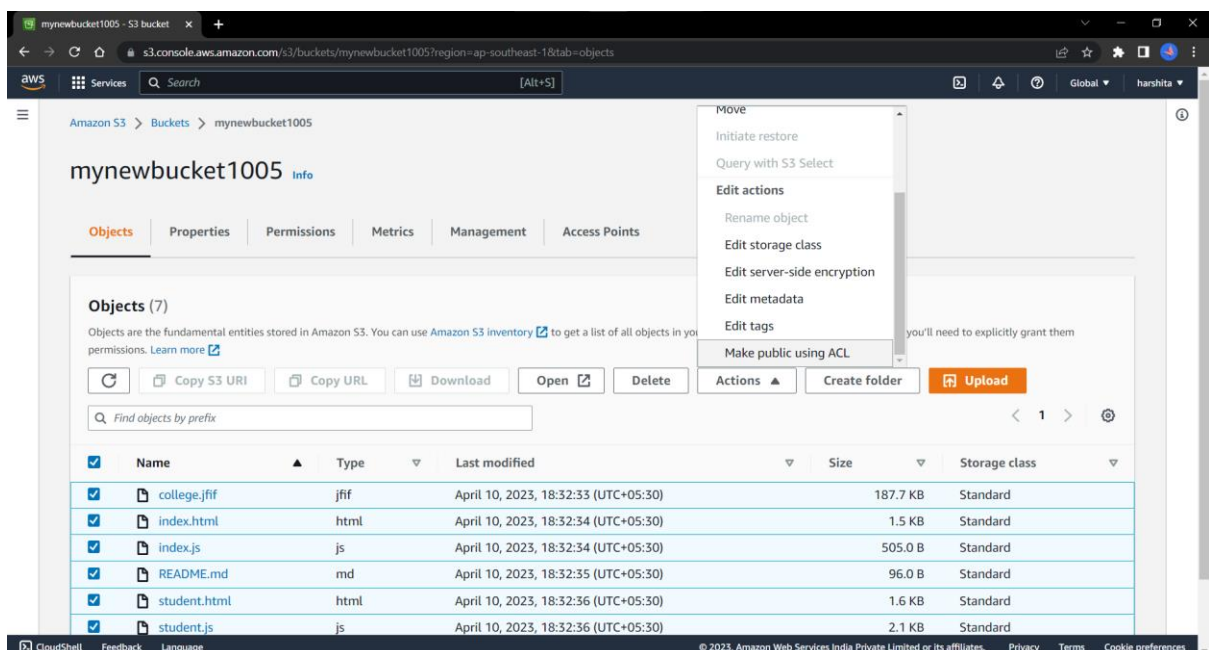 mynewbucket1005 - S3 bucket
s3.console.aws.amazon.com/s3/buckets/mynewbucket1005?region=ap-southeast-1&tab=objects
aws Services Search [Alt+S] Global harshita
Amazon S3 > Buckets > mynewbucket1005
mynewbucket1005 Info
Objects Properties Permissions Metrics Management Access Points
Move
Initiate restore
Query with S3 Select
Edit actions
Rename object
Edit storage class
Edit server-side encryption
Edit metadata
Edit tags
Make public using ACL
Objects (7)
Objects are the fundamental entities stored in Amazon S3. You can use Amazon S3 inventory to get a list of all objects in you'll need to explicitly grant them
permissions. Learn more
Copy S3 URI Copy URL Download Open Delete Actions Create folder Upload
Find objects by prefix < 1 >
Name Type Last modified Size Storage class
college.jfif jfif April 10, 2023, 18:32:33 (UTC+05:30) 187.7 KB Standard
index.html html April 10, 2023, 18:32:34 (UTC+05:30) 1.5 KB Standard
index.js js April 10, 2023, 18:32:34 (UTC+05:30) 505.0 B Standard
README.md md April 10, 2023, 18:32:35 (UTC+05:30) 96.0 B Standard
student.html html April 10, 2023, 18:32:36 (UTC+05:30) 1.6 KB Standard
student.js js April 10, 2023, 18:32:36 (UTC+05:30) 2.1 KB Standard
CloudShell Feedback Language © 2023, Amazon Web Services India Private Limited or its affiliates. Privacy Terms Cookie preferences